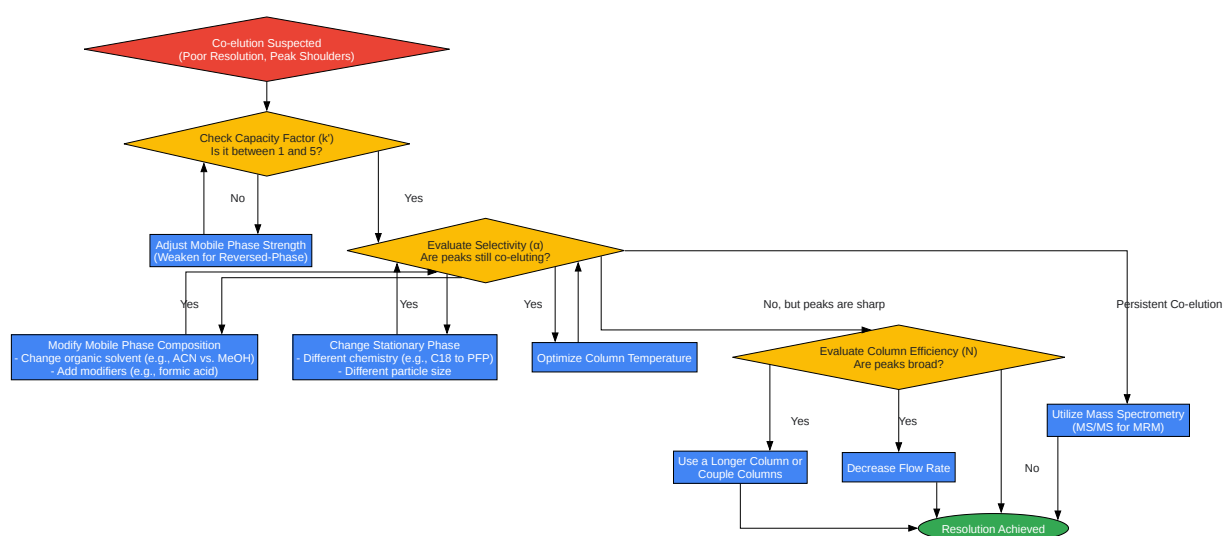 Co-elution Suspected
(Poor Resolution, Peak Shoulders)
Check Capacity Factor (k')
Is it between 1 and 5?
No
Yes
Adjust Mobile Phase Strength
(Weaken for Reversed-Phase)
Evaluate Selectivity (α)
Are peaks still co-eluting?
Yes
Yes
Yes
No, but peaks are sharp
Persistent Co-elution
Modify Mobile Phase Composition
- Change organic solvent (e.g., ACN vs. MeOH)
- Add modifiers (e.g., formic acid)
Change Stationary Phase
- Different chemistry (e.g., C18 to PFP)
- Different particle size
Optimize Column Temperature
Evaluate Column Efficiency (N)
Are peaks broad?
Yes
Yes
Utilize Mass Spectrometry
(MS/MS for MRM)
Use a Longer Column or
Couple Columns
Decrease Flow Rate
No
Resolution Achieved